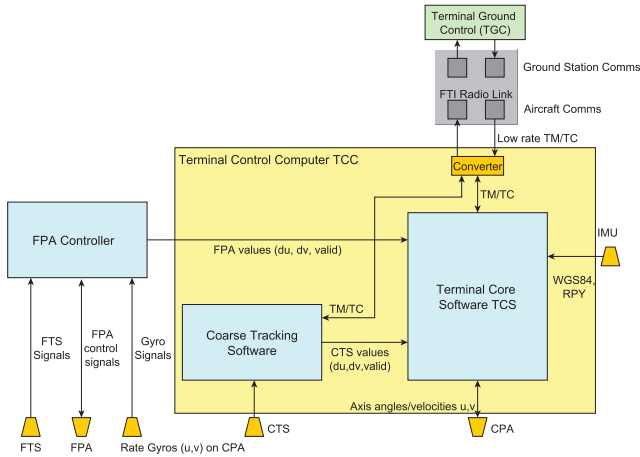 Terminal Ground
Control (TGC)
Ground Station Comms
FTI Radio Link
Aircraft Comms
Low rate TM/TC
Terminal Control Computer TCC
Converter
TM/TC
FPA Controller
FPA values (du, dv, valid)
IMU
WGS84,
RPY
Terminal Core
Software TCS
TM/TC
Coarse Tracking
Software
CTS values
(du,dv,valid)
FTS
Signals
FPA
control
signals
Gyro
Signals
Axis angles/velocities u,v
FTS
FPA
Rate Gyros (u,v) on CPA
CTS
CPA